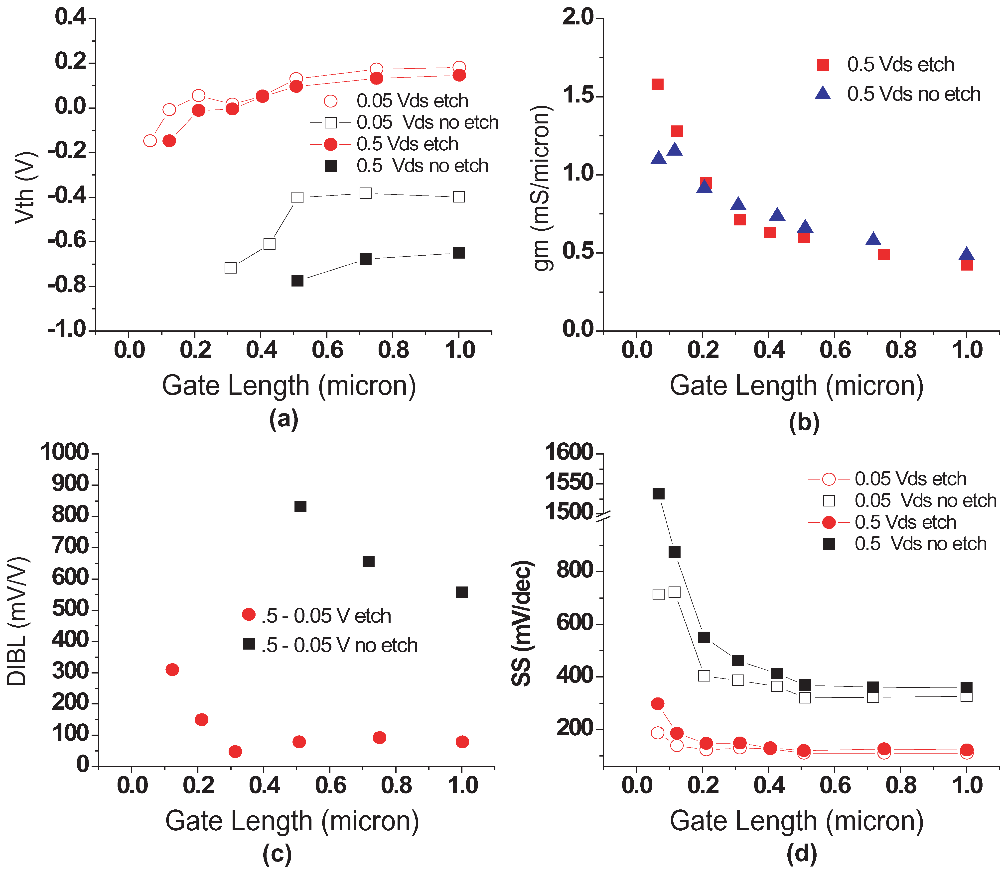 0.4
0.2
0.0
-0.2
-0.4
-0.6
-0.8
-1.0
Vth (V)
0.05 Vds etch
0.05  Vds no etch
0.5 Vds etch
0.5  Vds no etch
0.0 0.2 0.4 0.6 0.8 1.0
Gate Length (micron)
(a)
2.0
1.5
1.0
0.5
0.0
gm (mS/micron)
0.5 Vds etch
0.5 Vds no etch
0.0 0.2 0.4 0.6 0.8 1.0
Gate Length (micron)
(b)
1000
900
800
700
600
500
400
300
200
100
0
DIBL (mV/V)
.5 - 0.05 V etch
.5 - 0.05 V no etch
0.0 0.2 0.4 0.6 0.8 1.0
Gate Length (micron)
(c)
1600
1550
1500
800
600
400
200
SS (mV/dec)
0.05 Vds etch
0.05  Vds no etch
0.5 Vds etch
0.5  Vds no etch
0.0 0.2 0.4 0.6 0.8 1.0
Gate Length (micron)
(d)